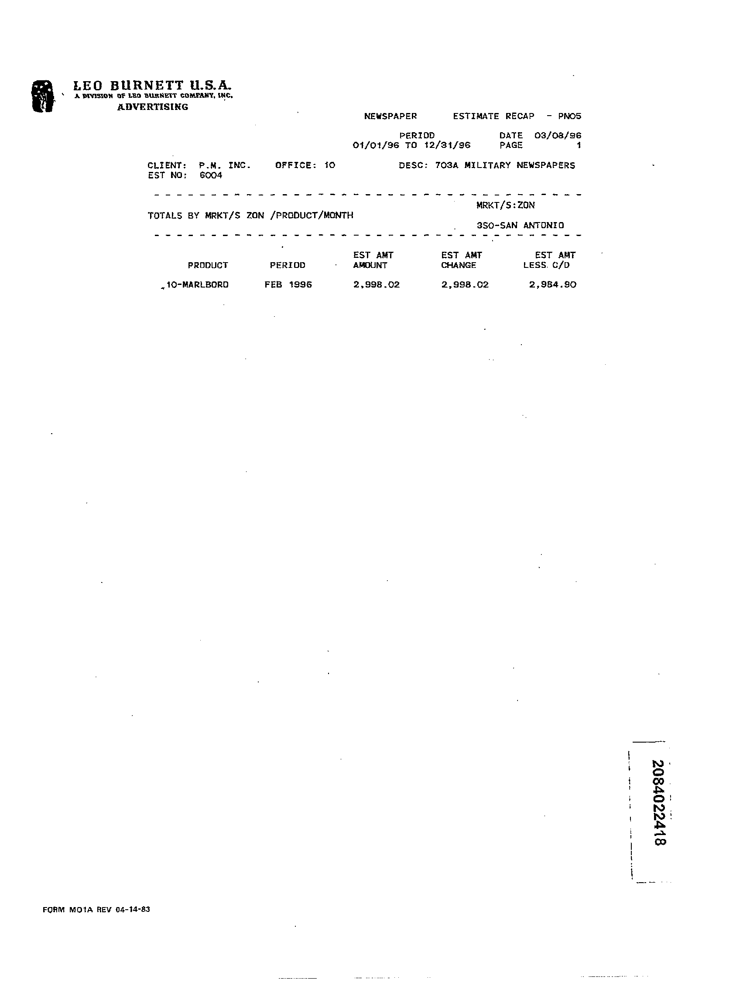 LEO BURNETT U.S.A.
A DIVISION OF LEO BURNETT COMPANY, INC.
ADVERTISING
NEWSPAPER ESTIMATE RECAP - PN05
PERIOD DATE 03/08/96
01/01/96 TO 12/31/96 PAGE 1
CLIENT: P.M. INC. OFFICE: 10 DESC: 703A MILITARY NEWSPAPERS
EST NO: 6004
MRKT/S:ZON
TOTALS BY MRKT/S ZON /PRODUCT/MONTH
3SO-SAN ANTONIO
EST AMT EST AMT EST AMT
PRODUCT PERIOD AMOUNT CHANGE LESS C/D
10-MARLBORO FEB 1996 2,998.02 2,998.02 2,984.90
2084022418
FORM MO1A REV 04-14-83